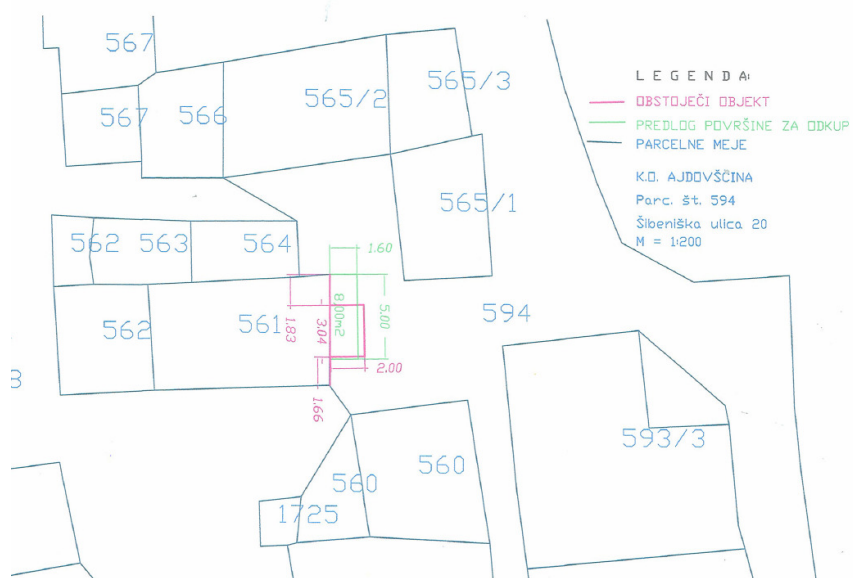 567
565/3
565/2
567
566
L E G E N D A:
OBSTOJEČI OBJEKT
PREDLOG POVRŠINE ZA ODKUP
PARCELNE MEJE
K.O. AJDOVŠČINA
Parc. št. 594
Šibeniška ulica 20
M = 1:200
565/1
562
563
564
1.60
562
561
1.83
3.04
8,00m2
5.00
594
2.00
1.66
593/3
560
560
1725